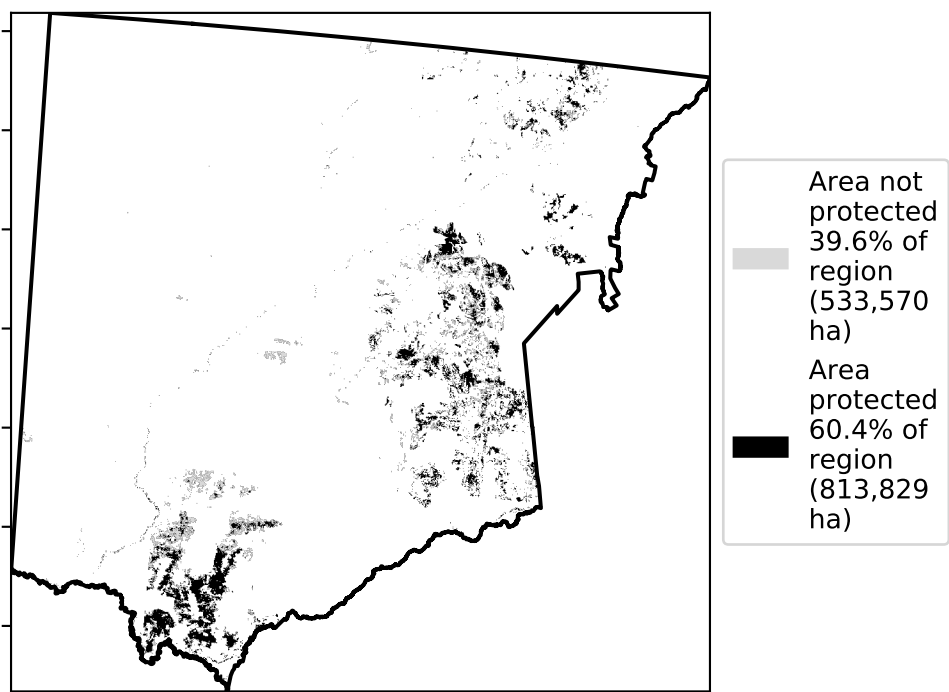 Area not
protected
39.6% of
region
(533,570
ha)
Area
protected
60.4% of
region
(813,829
ha)